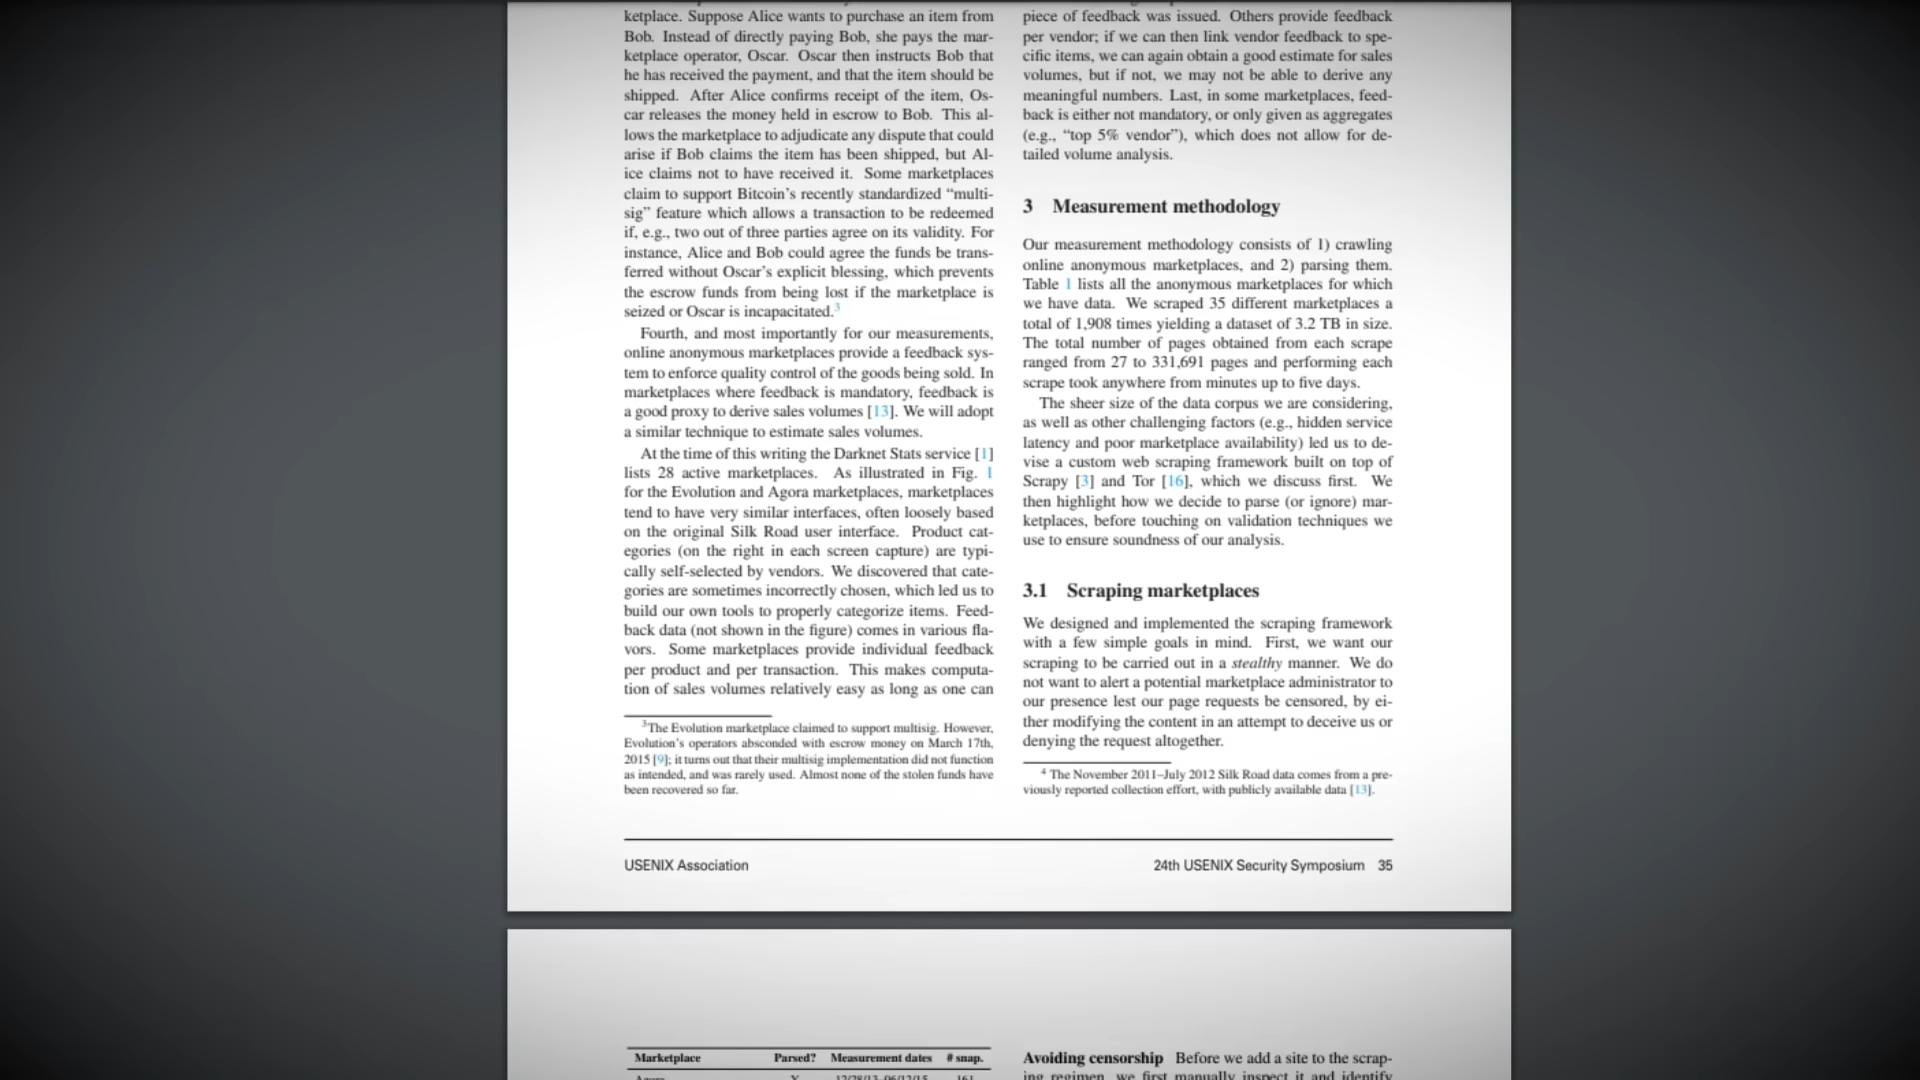 ketplace. Suppose Alice wants to purchase an item from
Bob. Instead of directly paying Bob, she pays the mar-
ketplace operator, Oscar. Oscar then instructs Bob that
he has received the payment, and that the item should be
shipped. After Alice confirms receipt of the item, Os-
car releases the money held in escrow to Bob. This al-
lows the marketplace to adjudicate any dispute that could
arise if Bob claims the item has been shipped, but Al-
ice claims not to have received it. Some marketplaces
claim to support Bitcoin's recently standardized “multi-
sig” feature which allows a transaction to be redeemed
if, e.g., two out of three parties agree on its validity. For
instance, Alice and Bob could agree the funds be trans-
ferred without Oscar's explicit blessing, which prevents
the escrow funds from being lost if the marketplace is
seized or Oscar is incapacitated.3
Fourth, and most importantly for our measurements,
online anonymous marketplaces provide a feedback sys-
tem to enforce quality control of the goods being sold. In
marketplaces where feedback is mandatory, feedback is
a good proxy to derive sales volumes [13]. We will adopt
a similar technique to estimate sales volumes.
At the time of this writing the Darknet Stats service [1]
lists 28 active marketplaces. As illustrated in Fig. 1
for the Evolution and Agora marketplaces, marketplaces
tend to have very similar interfaces, often loosely based
on the original Silk Road user interface. Product cat-
egories (on the right in each screen capture) are typi-
cally self-selected by vendors. We discovered that cate-
gories are sometimes incorrectly chosen, which led us to
build our own tools to properly categorize items. Feed-
back data (not shown in the figure) comes in various fla-
vors. Some marketplaces provide individual feedback
per product and per transaction. This makes computa-
tion of sales volumes relatively easy as long as one can
3The Evolution marketplace claimed to support multisig. However,
Evolution's operators absconded with escrow money on March 17th,
2015 [9]; it turns out that their multisig implementation did not function
as intended, and was rarely used. Almost none of the stolen funds have
been recovered so far.
piece of feedback was issued. Others provide feedback
per vendor; if we can then link vendor feedback to spe-
cific items, we can again obtain a good estimate for sales
volumes, but if not, we may not be able to derive any
meaningful numbers. Last, in some marketplaces, feed-
back is either not mandatory, or only given as aggregates
(e.g., “top 5% vendor”), which does not allow for de-
tailed volume analysis.
3 Measurement methodology
Our measurement methodology consists of 1) crawling
online anonymous marketplaces, and 2) parsing them.
Table 1 lists all the anonymous marketplaces for which
we have data. We scraped 35 different marketplaces a
total of 1,908 times yielding a dataset of 3.2 TB in size.
The total number of pages obtained from each scrape
ranged from 27 to 331,691 pages and performing each
scrape took anywhere from minutes up to five days.
The sheer size of the data corpus we are considering,
as well as other challenging factors (e.g., hidden service
latency and poor marketplace availability) led us to de-
vise a custom web scraping framework built on top of
Scrapy [3] and Tor [16], which we discuss first. We
then highlight how we decide to parse (or ignore) mar-
ketplaces, before touching on validation techniques we
use to ensure soundness of our analysis.
3.1 Scraping marketplaces
We designed and implemented the scraping framework
with a few simple goals in mind. First, we want our
scraping to be carried out in a stealthy manner. We do
not want to alert a potential marketplace administrator to
our presence lest our page requests be censored, by ei-
ther modifying the content in an attempt to deceive us or
denying the request altogether.
4 The November 2011–July 2012 Silk Road data comes from a pre-
viously reported collection effort, with publicly available data [13].
USENIX Association
24th USENIX Security Symposium 35
Marketplace Parsed? Measurement dates # snap.
Avoiding censorship Before we add a site to the scrap-
ing regimen, we first manually inspect it and identify